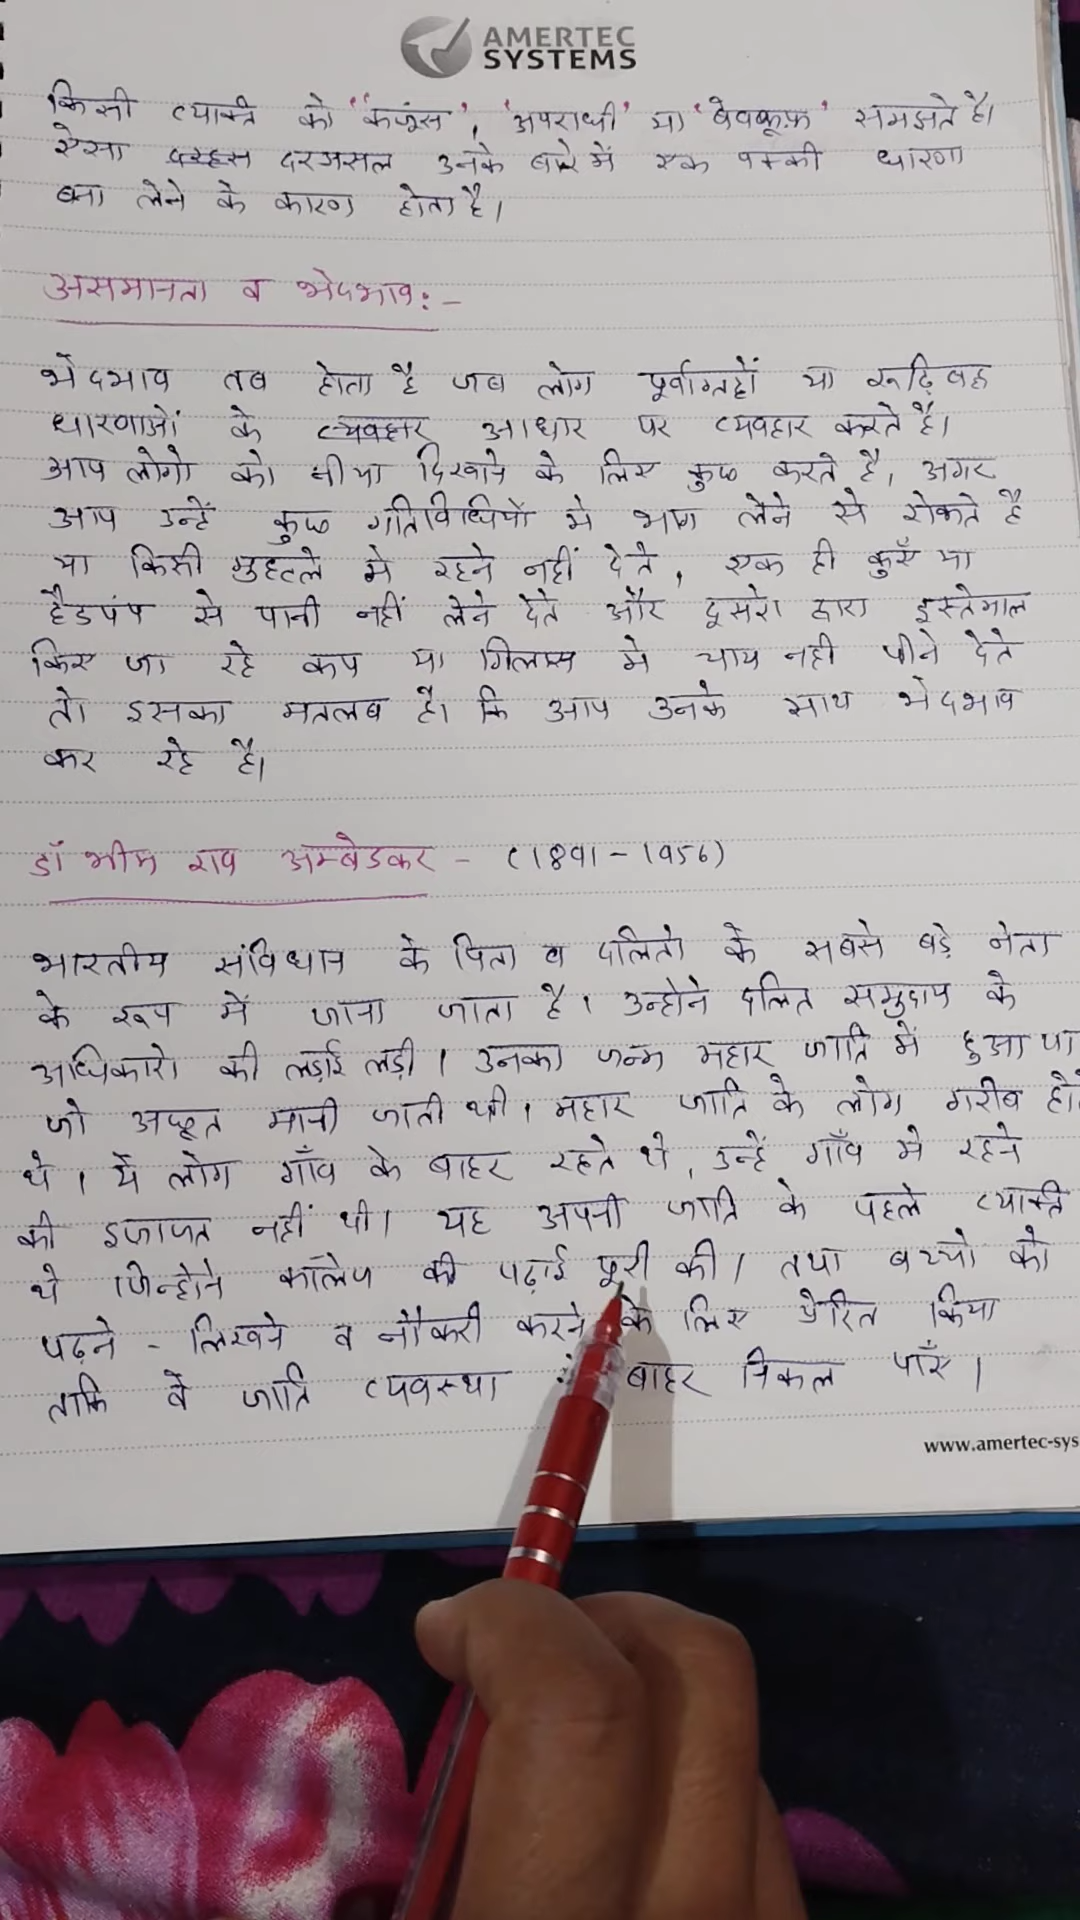 AMERTEC
SYSTEMS
किसी व्यक्ति को "कंजूस', 'अपराधी' या 'बेवकूफ़' समझते है।
ऐसा दरअसल उनके बारे में एक पक्की धारणा
बना लेने के कारण होता है।
असमानता व भेदभाव:-
भेदभाव तब होता है जब लोग पूर्वाग्रहों या रूढ़िबद्ध
धारणाओं के व्यवहार आधार पर व्यवहार करते है।
आप लोगो को नीचा दिखाने के लिए कुछ करते है, अगर
आप उन्हें कुछ गतिविधियों मे भाग लेने से रोकते है
या किसी मुहल्ले मे रहने नहीं देते, एक ही कुएँ या
हैडपंप से पानी नहीं लेने देते और दूसरो द्वारा इस्तेमाल
किए जा रहे कप या गिलास मे चाय नही पीने देते
तो इसका मतलब है। कि आप उनके साथ भेदभाव
कर रहे है।
डॉ भीम राव अम्बेडकर - (1891-1956)
भारतीय संविधान के पिता व दलितो के सबसे बड़े नेता
के रूप में जाना जाता है। उन्होने दलित समुदाय के
अधिकारो की लड़ाई लड़ी। उनका जन्म महार जाति में हुआ था
जो अछूत मानी जाती थी। महार जाति के लोग गरीब होते
थे। ये लोग गाँव के बाहर रहते थे, उन्हें गाँव मे रहने
की इजाजत नहीं थी। यह अपनी जाति के पहले व्यक्ति
थे जिन्होने कॉलेज की पढ़ाई पूरी की। तथा बच्चो को
पढ़ने - लिखने व नौकरी करने के लिए प्रेरित किया
ताकि वे जाति व्यवस्था बाहर निकल पाँए।
www.amertec-sys